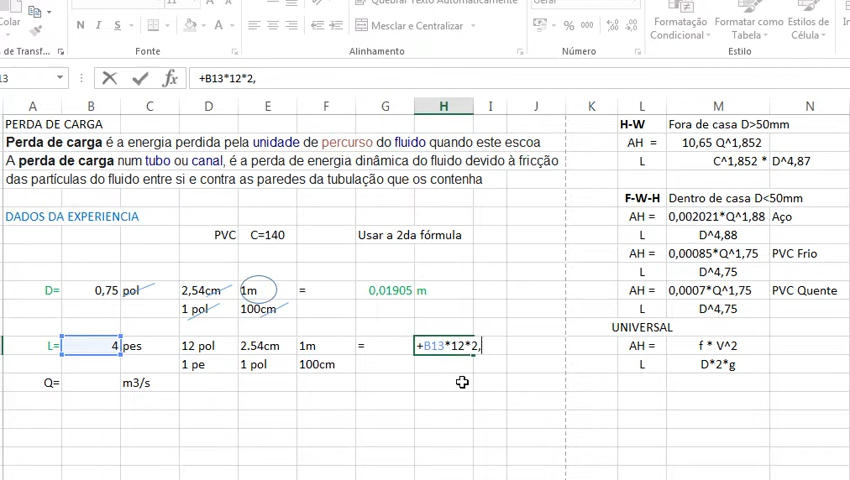 11
Quebrar Texto Automaticamente
Colar
N I S
Mesclar e Centralizar
% 000
Formatação Condicional
Formatar como Tabela
Estilos de Célula
Fonte
Alinhamento
Número
Estilo
+B13*12*2,
A B C D E F G H I J K L M N
PERDA DE CARGA
H-W Fora de casa D>50mm
Perda de carga é a energia perdida pela unidade de percurso do fluido quando este escoa
AH = 10,65 Q^1,852
A perda de carga num tubo ou canal, é a perda de energia dinâmica do fluido devido à fricção
L C^1,852 * D^4,87
das partículas do fluido entre si e contra as paredes da tubulação que os contenha
F-W-H Dentro de casa D<50mm
DADOS DA EXPERIENCIA
AH = 0,002021*Q^1,88 Aço
PVC C=140 Usar a 2da fórmula
L D^4,88
AH = 0,00085*Q^1,75 PVC Frio
L D^4,75
D= 0,75 pol 2,54cm 1m = 0,01905 m
AH = 0,0007*Q^1,75 PVC Quente
1 pol 100cm
L D^4,75
UNIVERSAL
L= 4 pes 12 pol 2.54cm 1m = +B13*12*2,
AH = f * V^2
1 pe 1 pol 100cm
L D*2*g
Q= m3/s